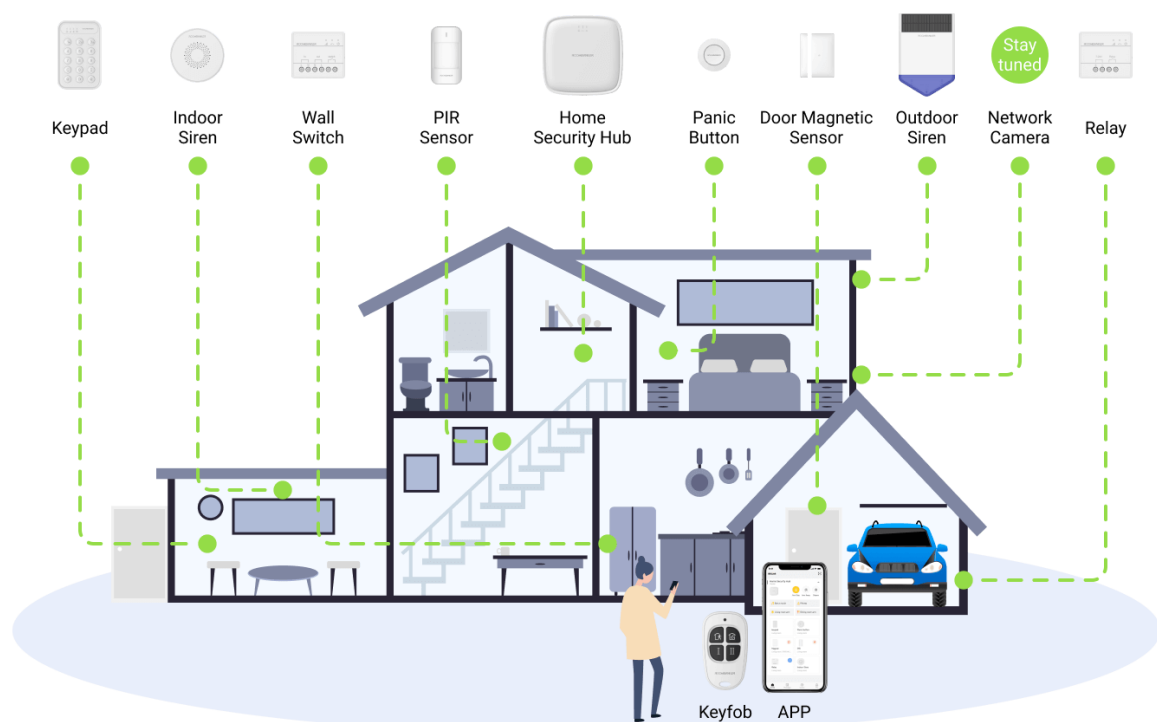 Stay
tuned
Keypad
Indoor
Siren
Wall
Switch
PIR
Sensor
Home
Security Hub
Panic
Button
Door Magnetic
Sensor
Outdoor
Siren
Network
Camera
Relay
Keyfob
APP